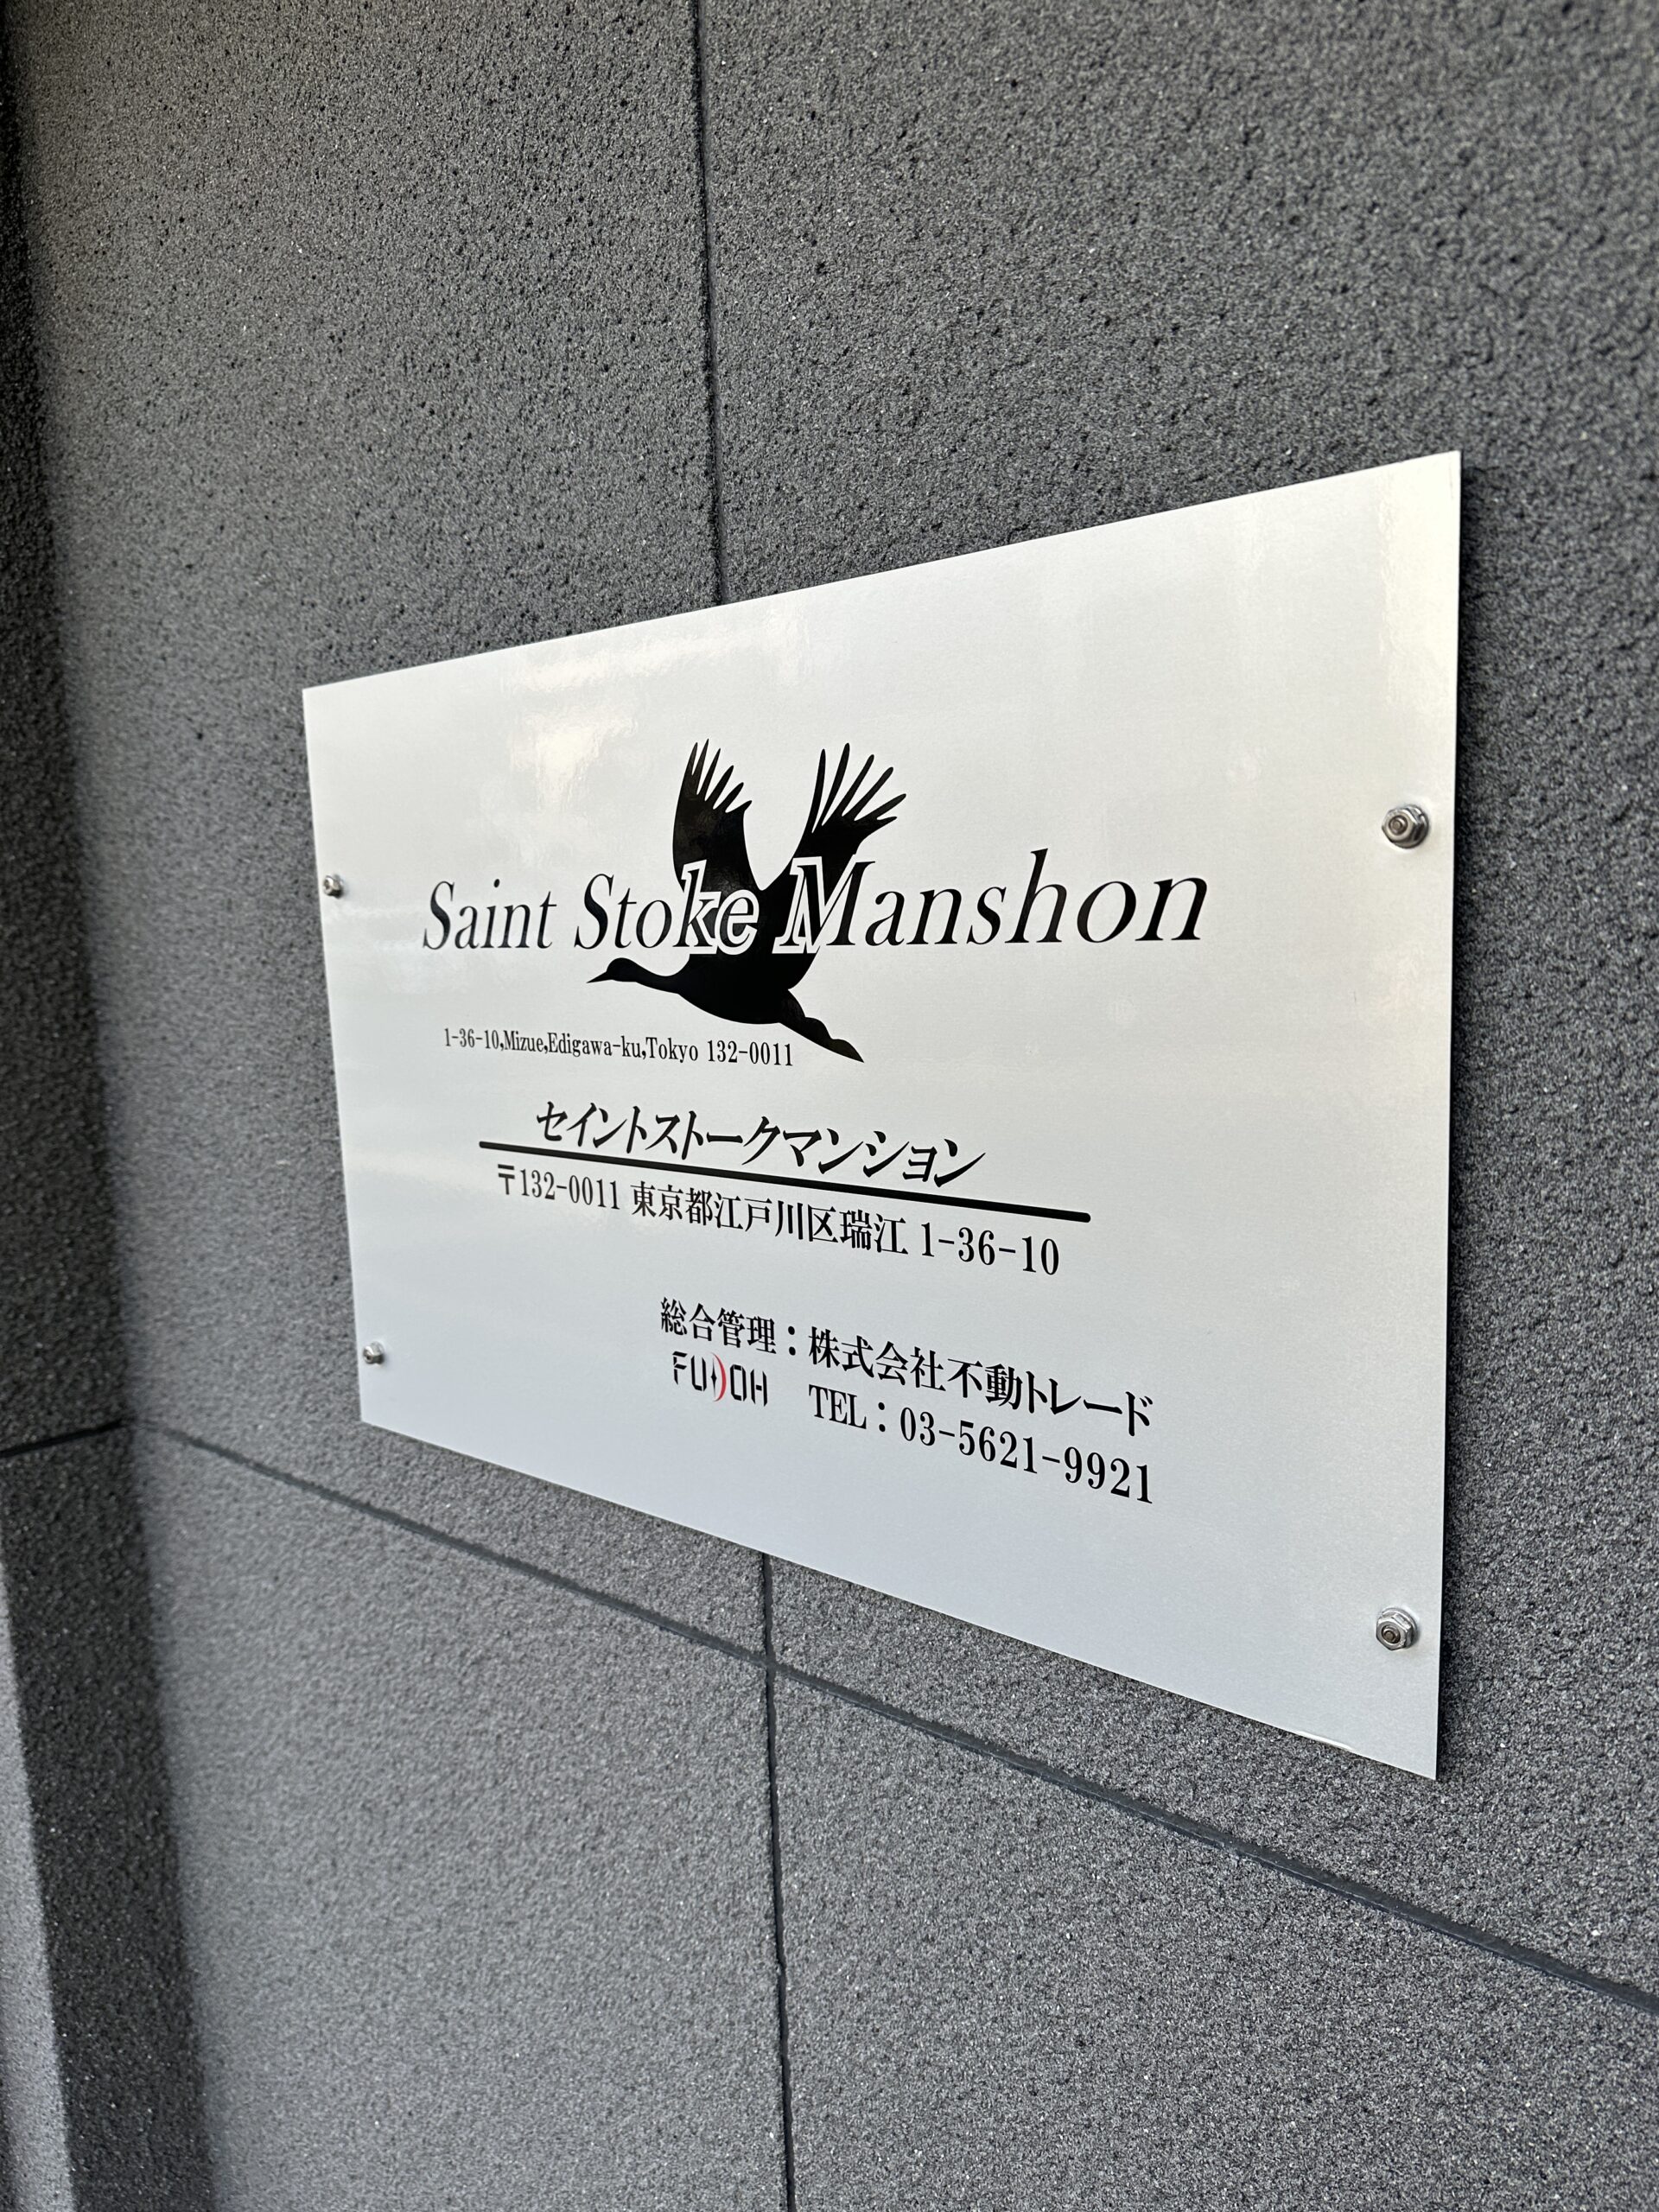 Saint Stoke Manshon
1-36-10,Mizue,Edigawa-ku,Tokyo 132-0011
セイントストークマンション
〒132-0011 東京都江戸川区瑞江 1-36-10
総合管理：株式会社不動トレード
FUDOH TEL：03-5621-9921